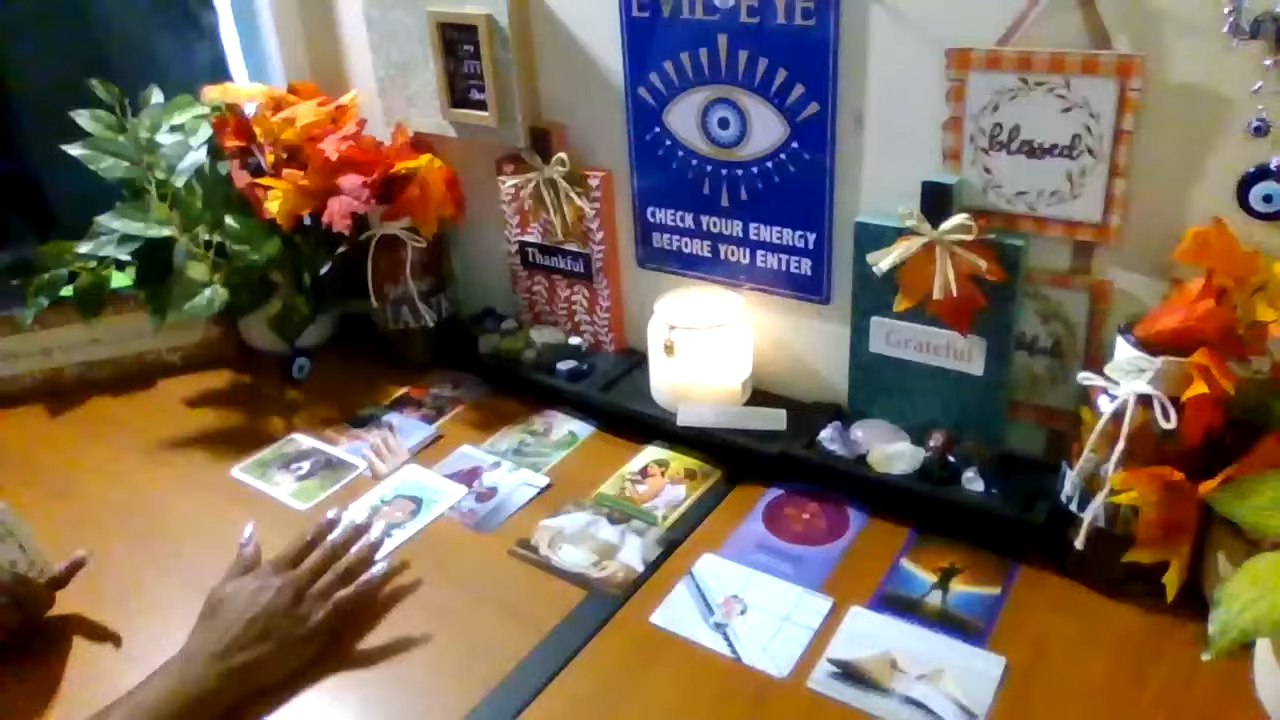 EVIL EYE
CHECK YOUR ENERGY
BEFORE YOU ENTER
Thankful
blessed
Grateful